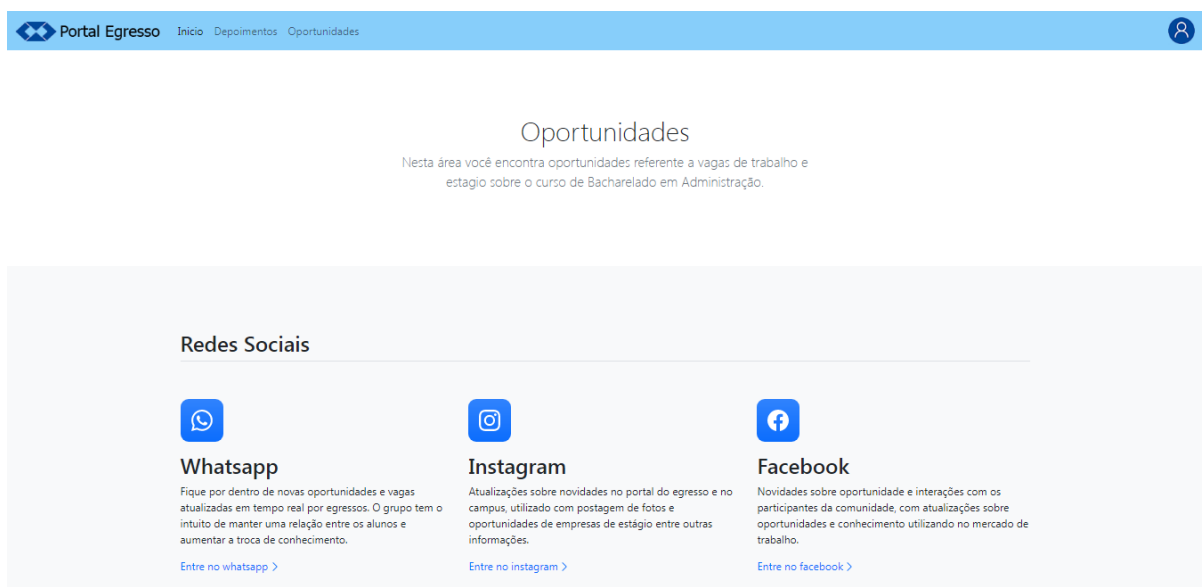 Portal Egresso Inicio Depoimentos Oportunidades
Oportunidades
Nesta área você encontra oportunidades referente a vagas de trabalho e
estagio sobre o curso de Bacharelado em Administração.
Redes Sociais
Whatsapp
Fique por dentro de novas oportunidades e vagas
atualizadas em tempo real por egressos. O grupo tem o
intuito de manter uma relação entre os alunos e
aumentar a troca de conhecimento.
Entre no whatsapp >
Instagram
Atualizações sobre novidades no portal do egresso e no
campus, utilizado com postagem de fotos e
oportunidades de empresas de estágio entre outras
informações.
Entre no instagram >
Facebook
Novidades sobre oportunidade e interações com os
participantes da comunidade, com atualizações sobre
oportunidades e conhecimento utilizando no mercado de
trabalho.
Entre no facebook >